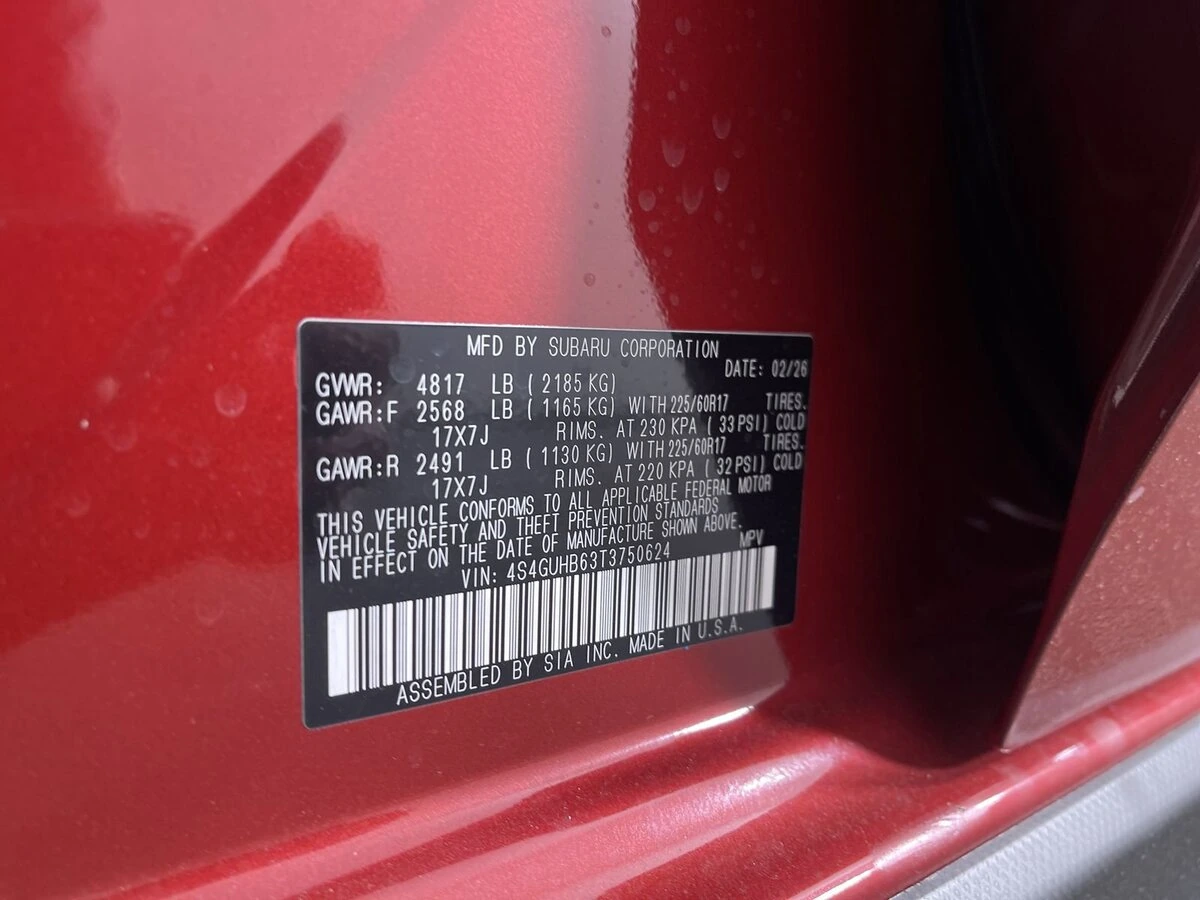 MFD BY SUBARU CORPORATION
DATE: 02/26
GVWR: 4817 LB ( 2185 KG)
GAWR:F 2568 LB ( 1165 KG) WITH 225/60R17 TIRES.
17X7J RIMS. AT 230 KPA ( 33 PSI) COLD
GAWR:R 2491 LB ( 1130 KG) WITH 225/60R17 TIRES.
17X7J RIMS. AT 220 KPA ( 32 PSI) COLD
THIS VEHICLE CONFORMS TO ALL APPLICABLE FEDERAL MOTOR
VEHICLE SAFETY AND THEFT PREVENTION STANDARDS
IN EFFECT ON THE DATE OF MANUFACTURE SHOWN ABOVE.
VIN: 4S4GUHB63T3750624 MPV
ASSEMBLED BY SIA INC. MADE IN U.S.A.